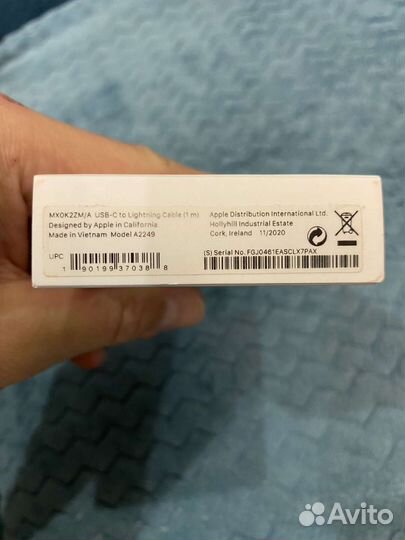 MX0K2ZM/A USB-C to Lightning Cable (1 m)
Designed by Apple in California
Made in Vietnam Model A2249
UPC
1 90199 37038 8
Apple Distribution International Ltd.
Hollyhill Industrial Estate
Cork, Ireland 11/2020
(S) Serial No. FGJ0461EASCLX7PAX
Avito